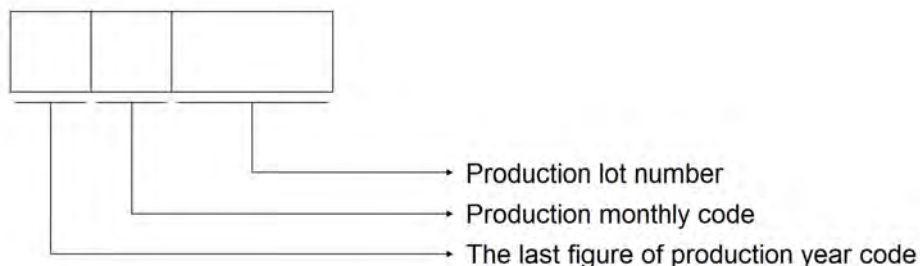 Production lot number
Production monthly code
The last figure of production year code